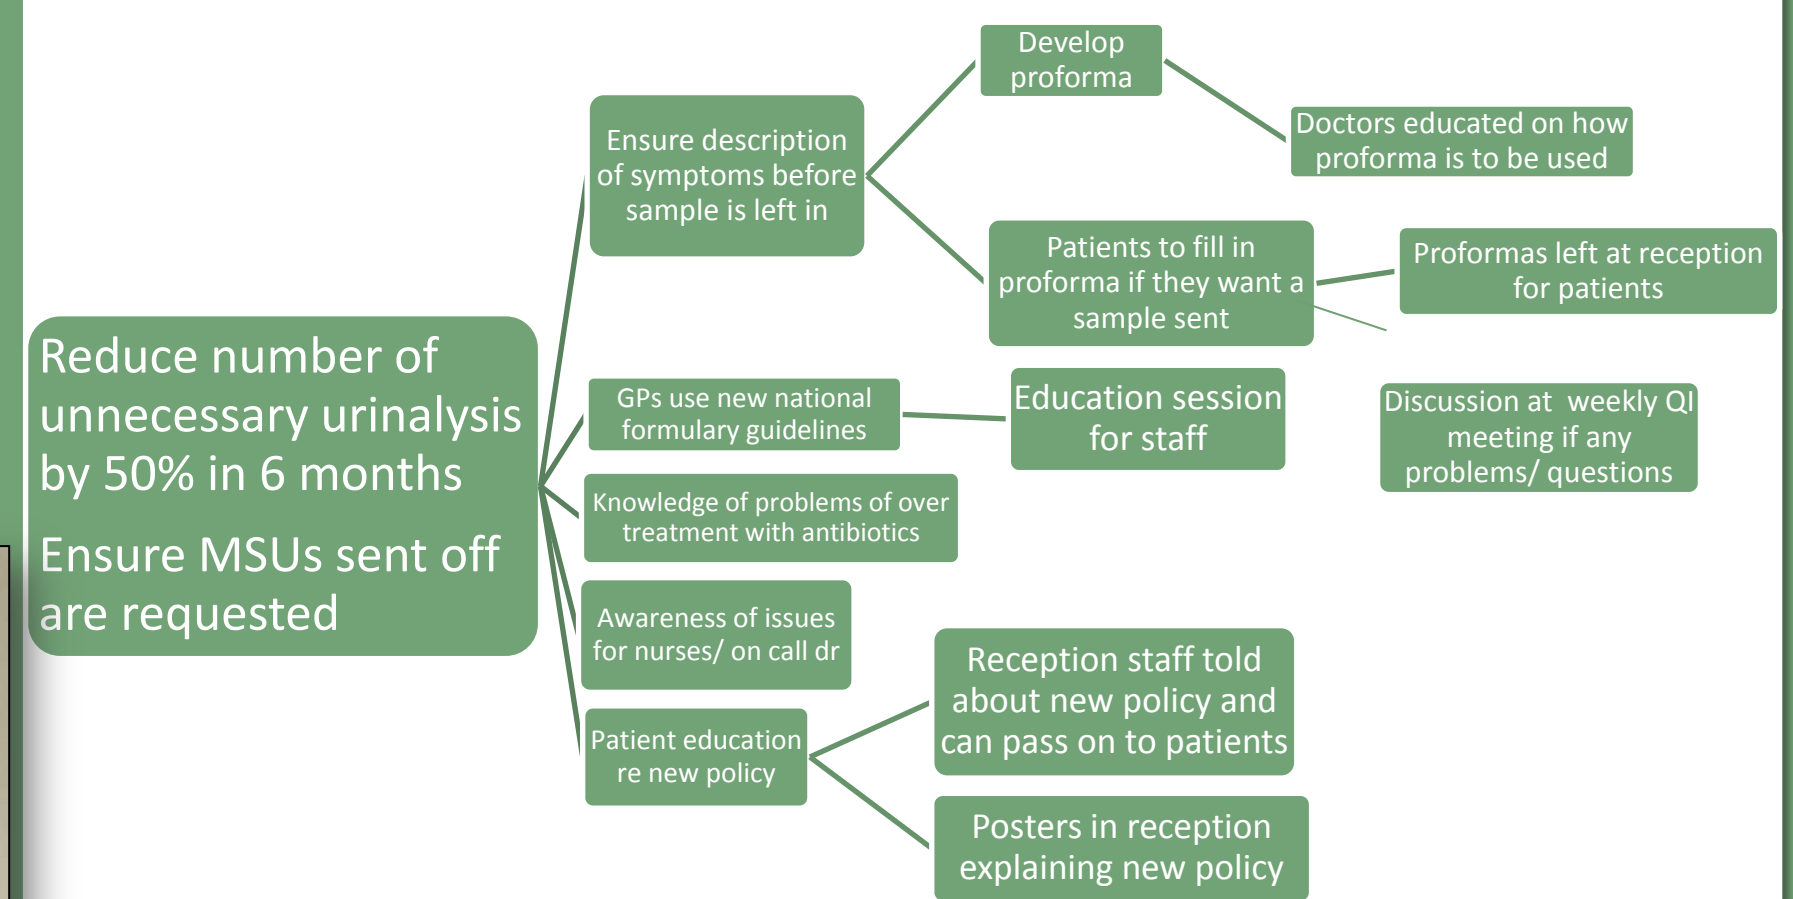 Reduce number of
unnecessary urinalysis
by 50% in 6 months
Ensure MSUs sent off
are requested
Ensure description
of symptoms before
sample is left in
Develop
proforma
Doctors educated on how
proforma is to be used
Patients to fill in
proforma if they want a
sample sent
Proformas left at reception
for patients
GPs use new national
formulary guidelines
Education session
for staff
Discussion at weekly QI
meeting if any
problems/ questions
Knowledge of problems of over
treatment with antibiotics
Awareness of issues
for nurses/ on call dr
Patient education
re new policy
Reception staff told
about new policy and
can pass on to patients
Posters in reception
explaining new policy